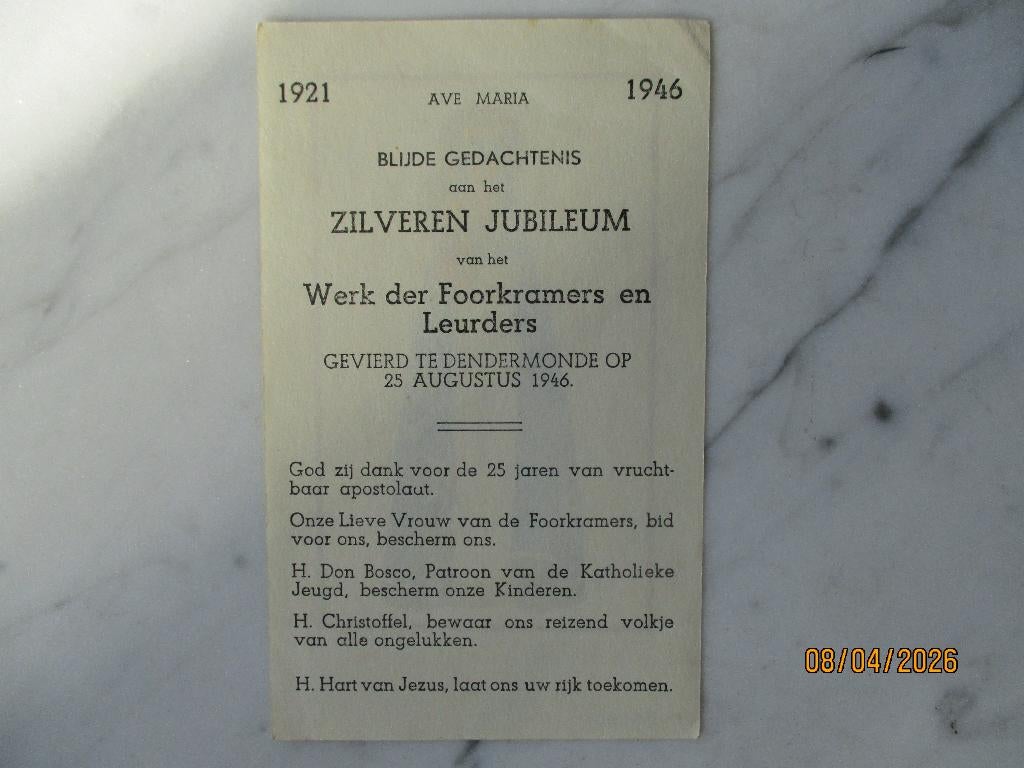 1921 AVE MARIA 1946
BLIJDE GEDACHTENIS
aan het
ZILVEREN JUBILEUM
van het
Werk der Foorkramers en
Leurders
GEVIERD TE DENDERMONDE OP
25 AUGUSTUS 1946.
God zij dank voor de 25 jaren van vrucht-
baar apostolaut.
Onze Lieve Vrouw van de Foorkramers, bid
voor ons, bescherm ons.
H. Don Bosco, Patroon van de Katholieke
Jeugd, bescherm onze Kinderen.
H. Christoffel, bewaar ons reizend volkje
van alle ongelukken.
H. Hart van Jezus, laat ons uw rijk toekomen.
08/04/2026